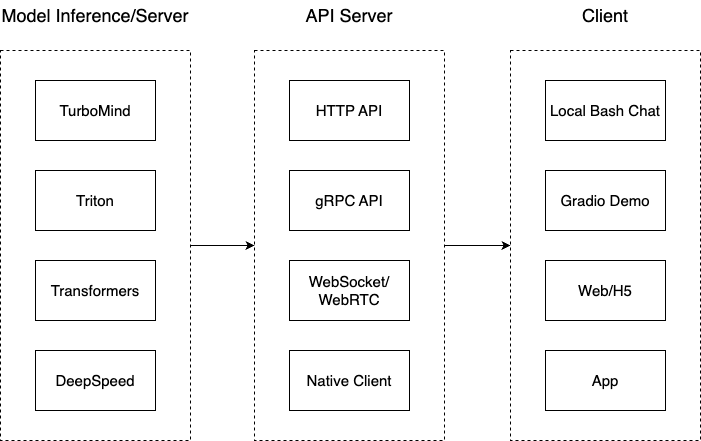 Model Inference/Server
API Server
Client
TurboMind
Triton
Transformers
DeepSpeed
HTTP API
gRPC API
WebSocket/
WebRTC
Native Client
Local Bash Chat
Gradio Demo
Web/H5
App